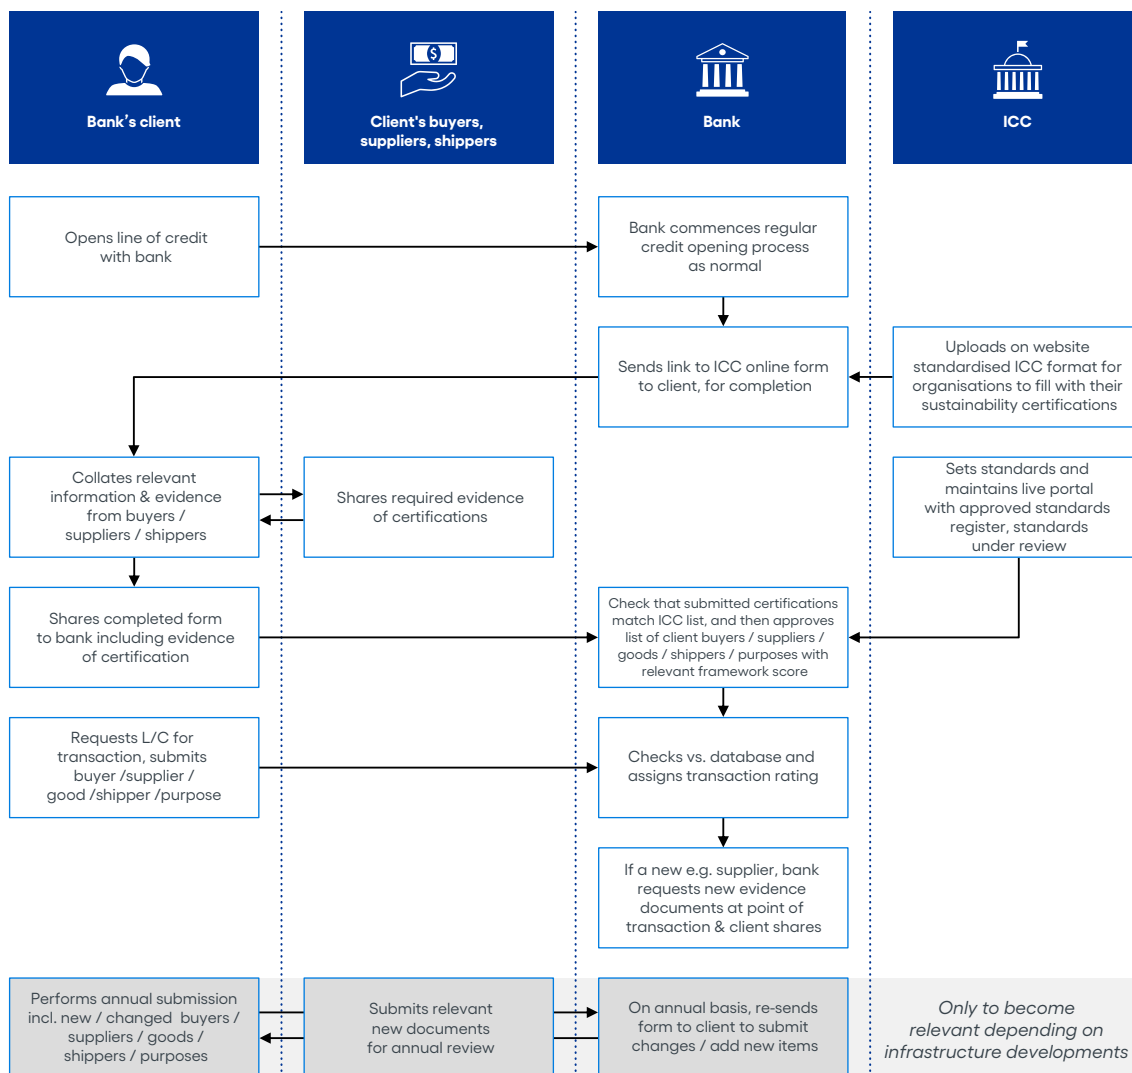 Bank's client
Client's buyers,
suppliers, shippers
Bank
ICC
Opens line of credit
with bank
Bank commences regular
credit opening process
as normal
Sends link to ICC online form
to client, for completion
Uploads on website
standardised ICC format for
organisations to fill with their
sustainability certifications
Collates relevant
information & evidence
from buyers /
suppliers / shippers
Shares required evidence
of certifications
Sets standards and
maintains live portal
with approved standards
register, standards
under review
Shares completed form
to bank including evidence
of certification
Check that submitted certifications
match ICC list, and then approves
list of client buyers / suppliers /
goods / shippers / purposes with
relevant framework score
Requests L/C for
transaction, submits
buyer /supplier /
good /shipper /purpose
Checks vs. database and
assigns transaction rating
If a new e.g. supplier, bank
requests new evidence
documents at point of
transaction & client shares
Performs annual submission
incl. new / changed buyers /
suppliers / goods /
shippers / purposes
Submits relevant
new documents
for annual review
On annual basis, re-sends
form to client to submit
changes / add new items
Only to become
relevant depending on
infrastructure developments